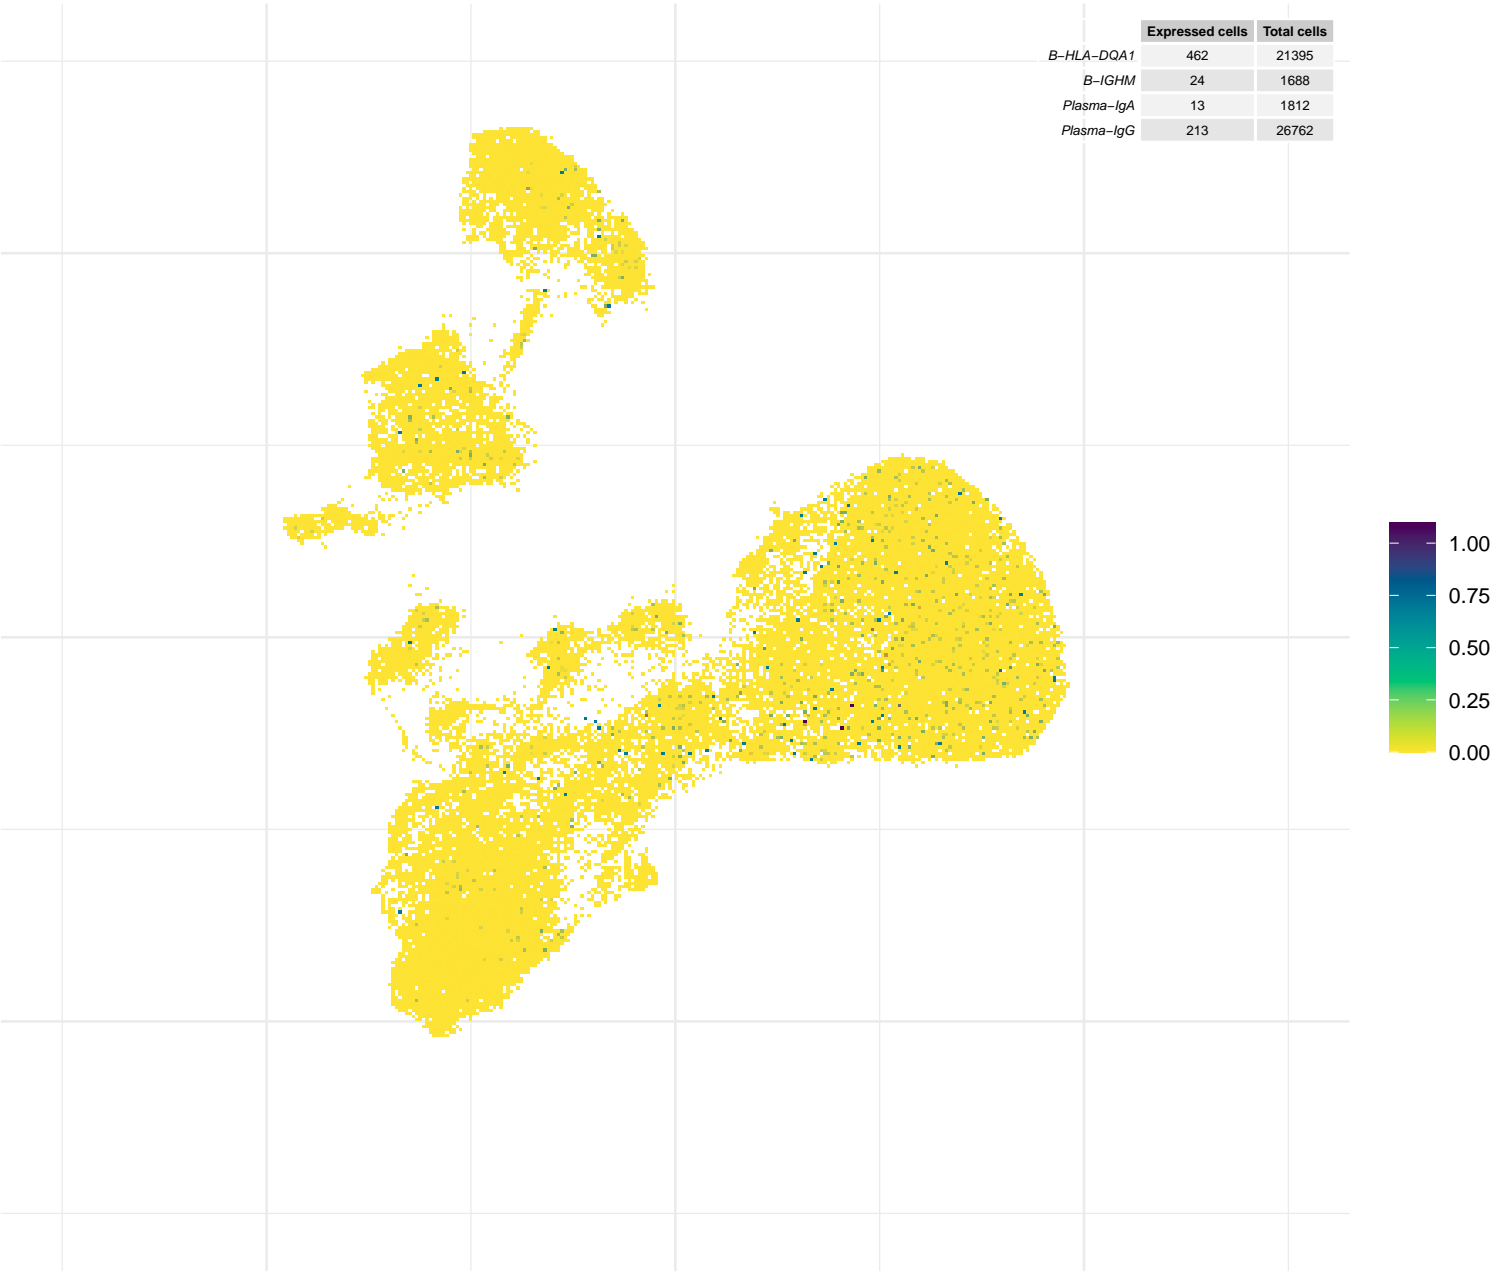 Expressed cells Total cells
B−HLA−DQA1 462 21395
B−IGHM 24 1688
Plasma−IgA 13 1812
Plasma−IgG 213 26762
1.00
0.75
0.50
0.25
0.00